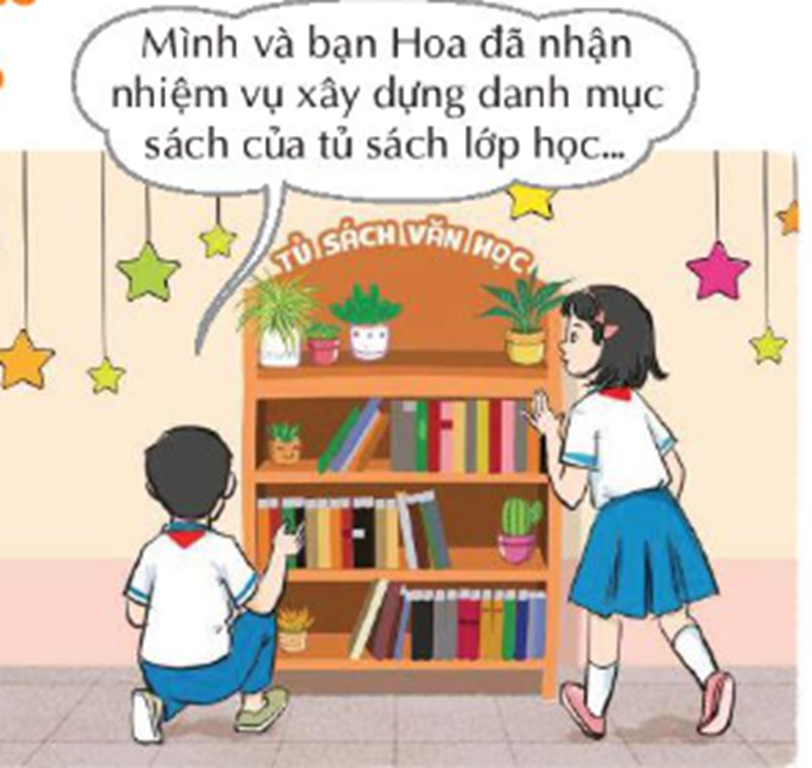 Mình và bạn Hoa đã nhận
nhiệm vụ xây dựng danh mục
sách của tủ sách lớp học...
TỦ SÁCH VĂN HỌC